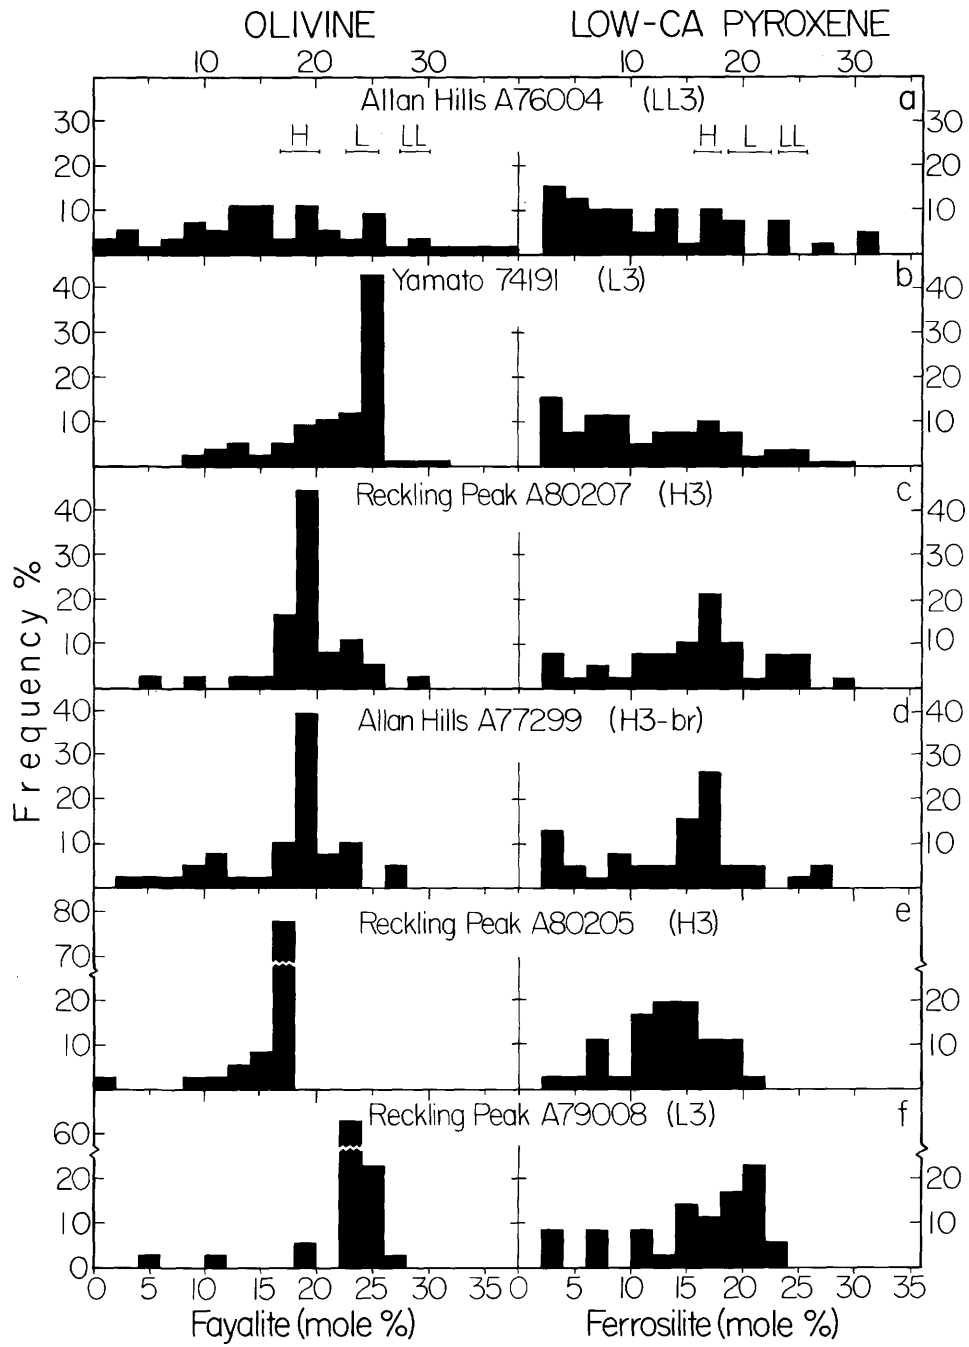 OLIVINE LOW-CA PYROXENE
10 20 30 10 20 30
Allan Hills A76004 (LL3) a
30 H L LL H L LL 30
20 20
10 10
Yamato 74191 (L3) b
40 40
30 30
20 20
10 10
Reckling Peak A80207 (H3) c
40 40
30 30
20 20
10 10
Allan Hills A77299 (H3-br) d
40 40
30 30
20 20
10 10
Reckling Peak A80205 (H3) e
80
70
20 20
10 10
0
Reckling Peak A79008 (L3) f
60
20 20
10 10
0
0 5 10 15 20 25 30 35 0 5 10 15 20 25 30 35
Fayalite (mole %) Ferrosilite (mole %)
Frequency %